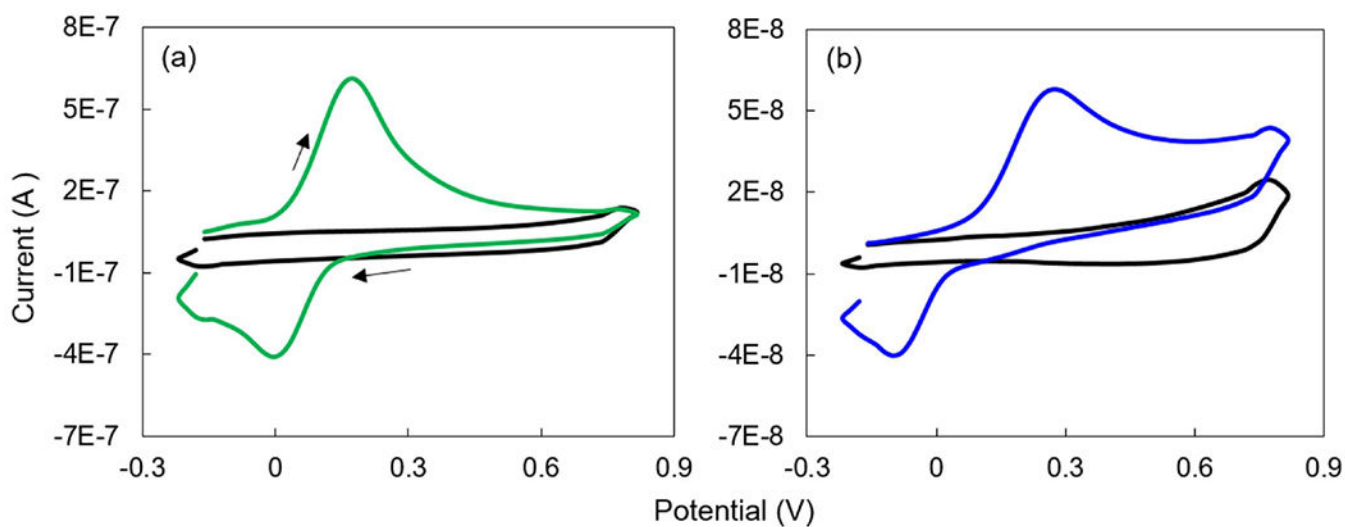 (a)
8E-7
5E-7
2E-7
-1E-7
-4E-7
-7E-7
-0.3
0
0.3
0.6
0.9
(b)
8E-8
5E-8
2E-8
-1E-8
-4E-8
-7E-8
-0.3
0
0.3
0.6
0.9
Current (A )
Potential (V)